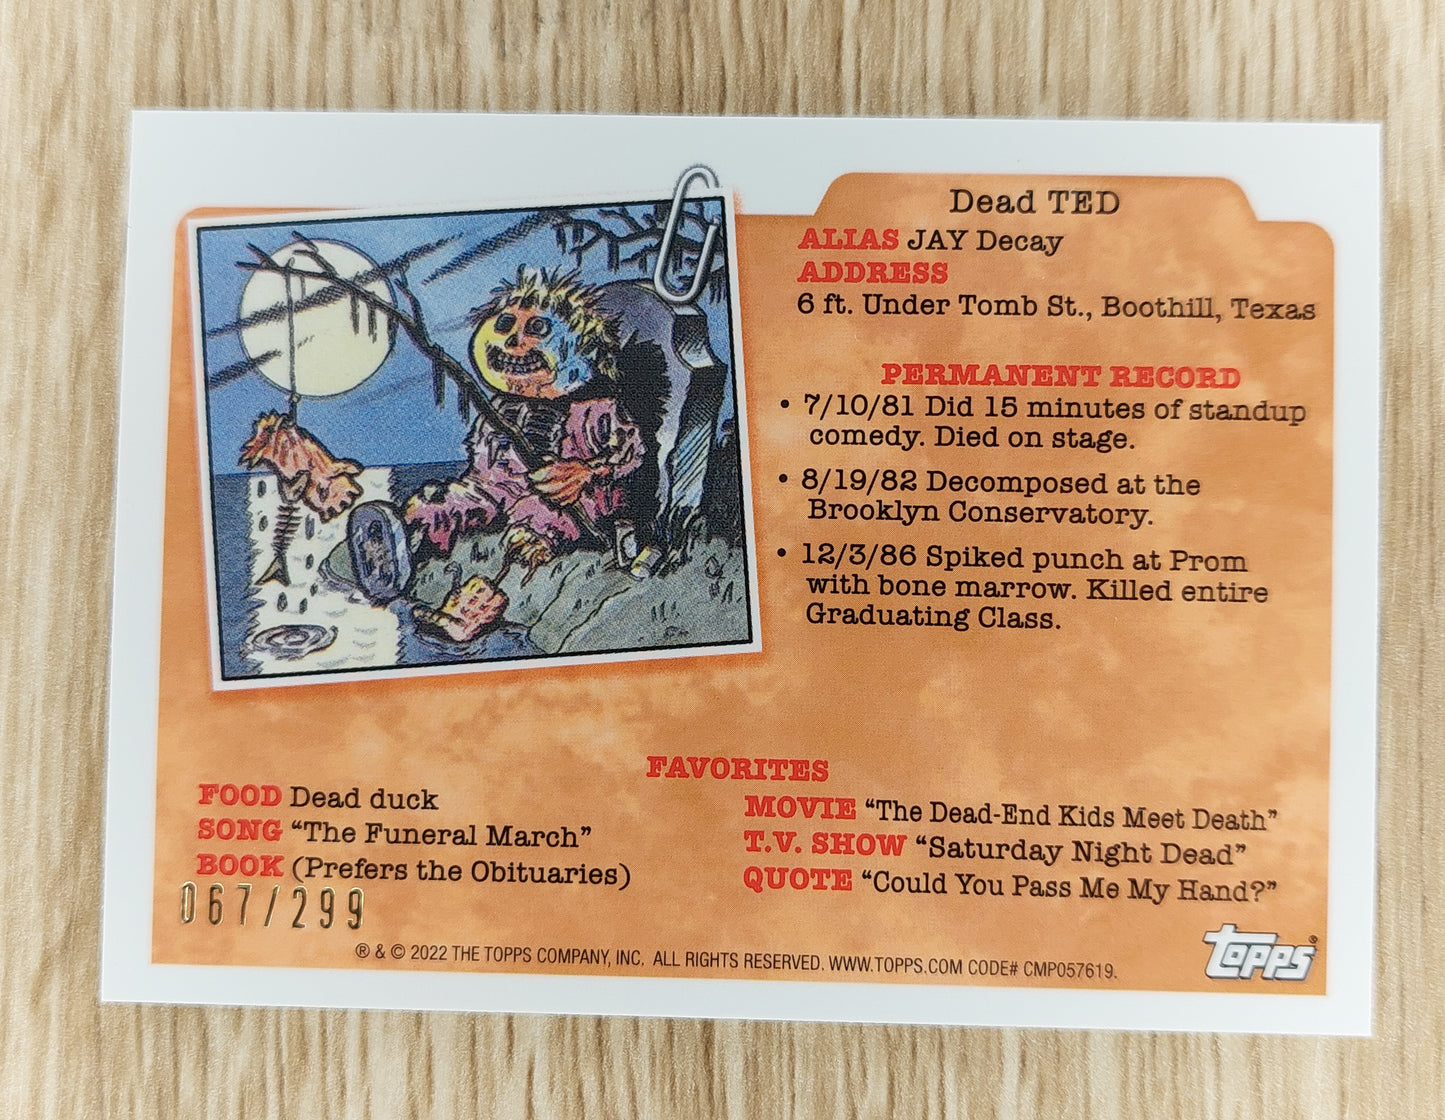 Dead TED
ALIAS JAY Decay
ADDRESS
6 ft. Under Tomb St., Boothill, Texas
PERMANENT RECORD
• 7/10/81 Did 15 minutes of standup
comedy. Died on stage.
• 8/19/82 Decomposed at the
Brooklyn Conservatory.
• 12/3/86 Spiked punch at Prom
with bone marrow. Killed entire
Graduating Class.
FAVORITES
FOOD Dead duck
SONG “The Funeral March”
BOOK (Prefers the Obituaries)
MOVIE “The Dead-End Kids Meet Death”
T.V. SHOW “Saturday Night Dead”
QUOTE “Could You Pass Me My Hand?”
067/299
® & © 2022 THE TOPPS COMPANY, INC. ALL RIGHTS RESERVED. WWW.TOPPS.COM CODE# CMP057619.
TOPPS®